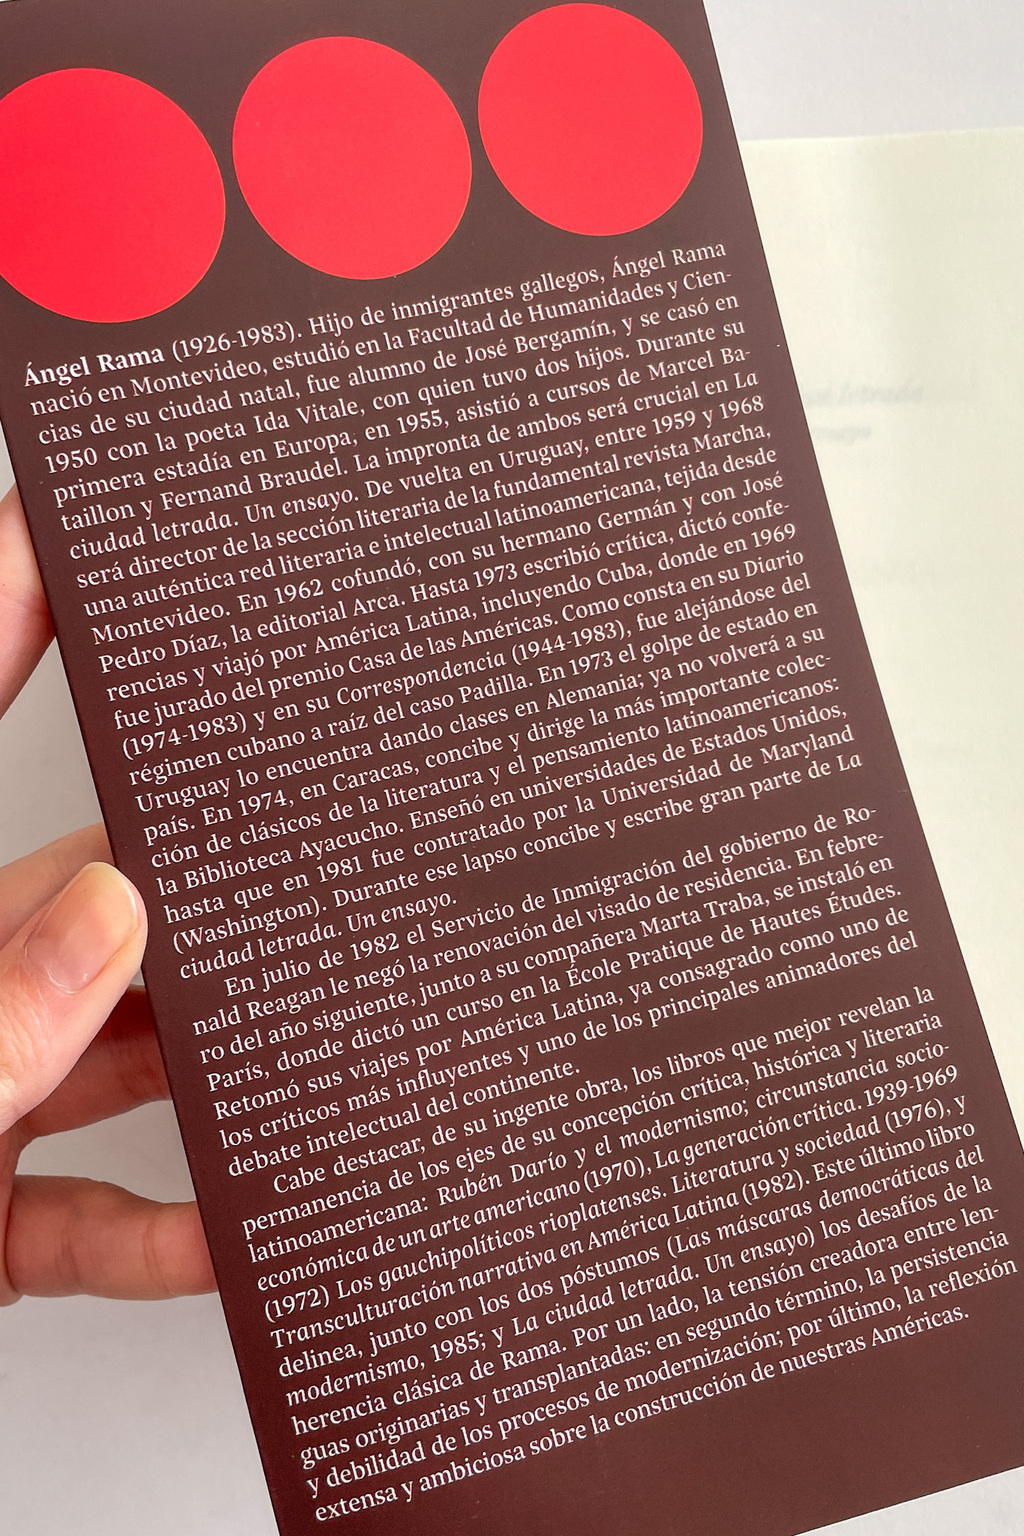 Ángel Rama (1926-1983). Hijo de inmigrantes gallegos, Ángel Rama
nació en Montevideo, estudió en la Facultad de Humanidades y Cien-
cias de su ciudad natal, fue alumno de José Bergamín, y se casó en
1950 con la poeta Ida Vitale, con quien tuvo dos hijos. Durante su
primera estadía en Europa, en 1955, asistió a cursos de Marcel Ba-
taillon y Fernand Braudel. La impronta de ambos será crucial en La
ciudad letrada. Un ensayo. De vuelta en Uruguay, entre 1959 y 1968
será director de la sección literaria de la fundamental revista Marcha,
una auténtica red literaria e intelectual latinoamericana, tejida desde
Montevideo. En 1962 cofundó, con su hermano Germán y con José
Pedro Díaz, la editorial Arca. Hasta 1973 escribió crítica, dictó confe-
rencias y viajó por América Latina, incluyendo Cuba, donde en 1969
fue jurado del premio Casa de las Américas. Como consta en su Diario
(1974-1983) y en su Correspondencia (1944-1983), fue alejándose del
régimen cubano a raíz del caso Padilla. En 1973 el golpe de estado en
Uruguay lo encuentra dando clases en Alemania; ya no volverá a su
país. En 1974, en Caracas, concibe y dirige la más importante colec-
ción de clásicos de la literatura y el pensamiento latinoamericanos:
la Biblioteca Ayacucho. Enseñó en universidades de Estados Unidos,
hasta que en 1981 fue contratado por la Universidad de Maryland
(Washington). Durante ese lapso concibe y escribe gran parte de La
ciudad letrada. Un ensayo.
En julio de 1982 el Servicio de Inmigración del gobierno de Ro-
nald Reagan le negó la renovación del visado de residencia. En febre-
ro del año siguiente, junto a su compañera Marta Traba, se instaló en
París, donde dictó un curso en la École Pratique de Hautes Études.
Retomó sus viajes por América Latina, ya consagrado como uno de
los críticos más influyentes y uno de los principales animadores del
debate intelectual del continente.
Cabe destacar, de su ingente obra, los libros que mejor revelan la
permanencia de los ejes de su concepción crítica, histórica y literaria
latinoamericana: Rubén Darío y el modernismo; circunstancia socio-
económica de un arte americano (1970), La generación crítica. 1939-1969
(1972) Los gauchipolíticos rioplatenses. Literatura y sociedad (1976), y
Transculturación narrativa en América Latina (1982). Este último libro
delinea, junto con los dos póstumos (Las máscaras democráticas del
modernismo, 1985; y La ciudad letrada. Un ensayo) los desafíos de la
herencia clásica de Rama. Por un lado, la tensión creadora entre len-
guas originarias y transplantadas: en segundo término, la persistencia
y debilidad de los procesos de modernización; por último, la reflexión
extensa y ambiciosa sobre la construcción de nuestras Américas.